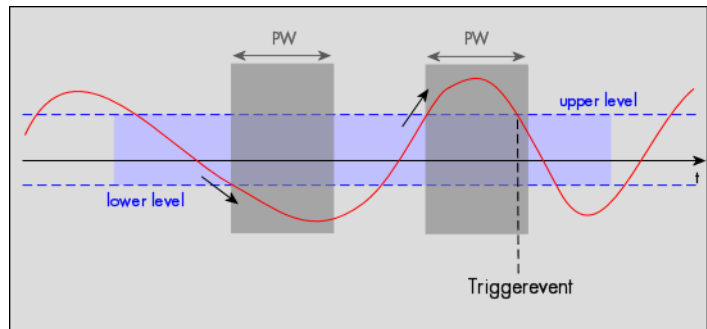 PW
PW
upper level
t
lower level
Triggerevent